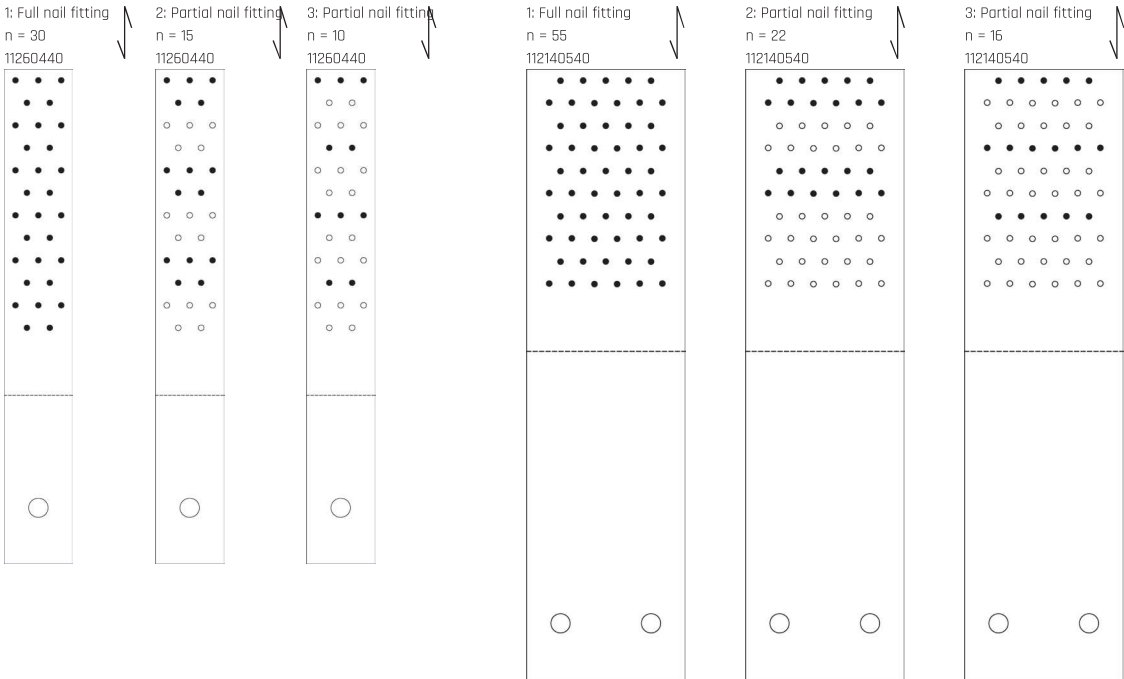 1: Full nail fitting
n = 30
11260440
2: Partial nail fitting
n = 15
11260440
3: Partial nail fitting
n = 10
11260440
1: Full nail fitting
n = 55
112140540
2: Partial nail fitting
n = 22
112140540
3: Partial nail fitting
n = 16
112140540